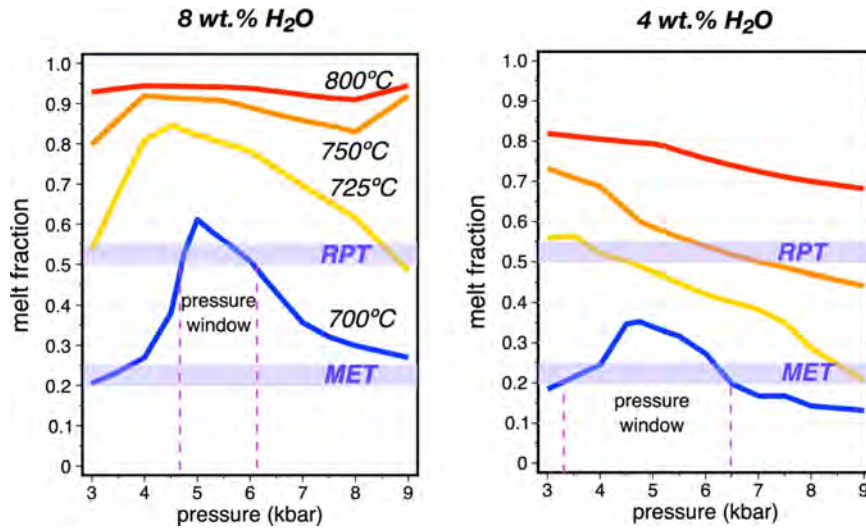 8 wt.% H₂O
1.0
0.9
0.8
0.7
0.6
0.5
0.4
0.3
0.2
0.1
0
melt fraction
800ºC
750ºC
725ºC
RPT
pressure
window
700ºC
MET
3 4 5 6 7 8 9
pressure (kbar)
4 wt.% H₂O
1.0
0.9
0.8
0.7
0.6
0.5
0.4
0.3
0.2
0.1
0
melt fraction
RPT
MET
pressure
window
3 4 5 6 7 8 9
pressure (kbar)